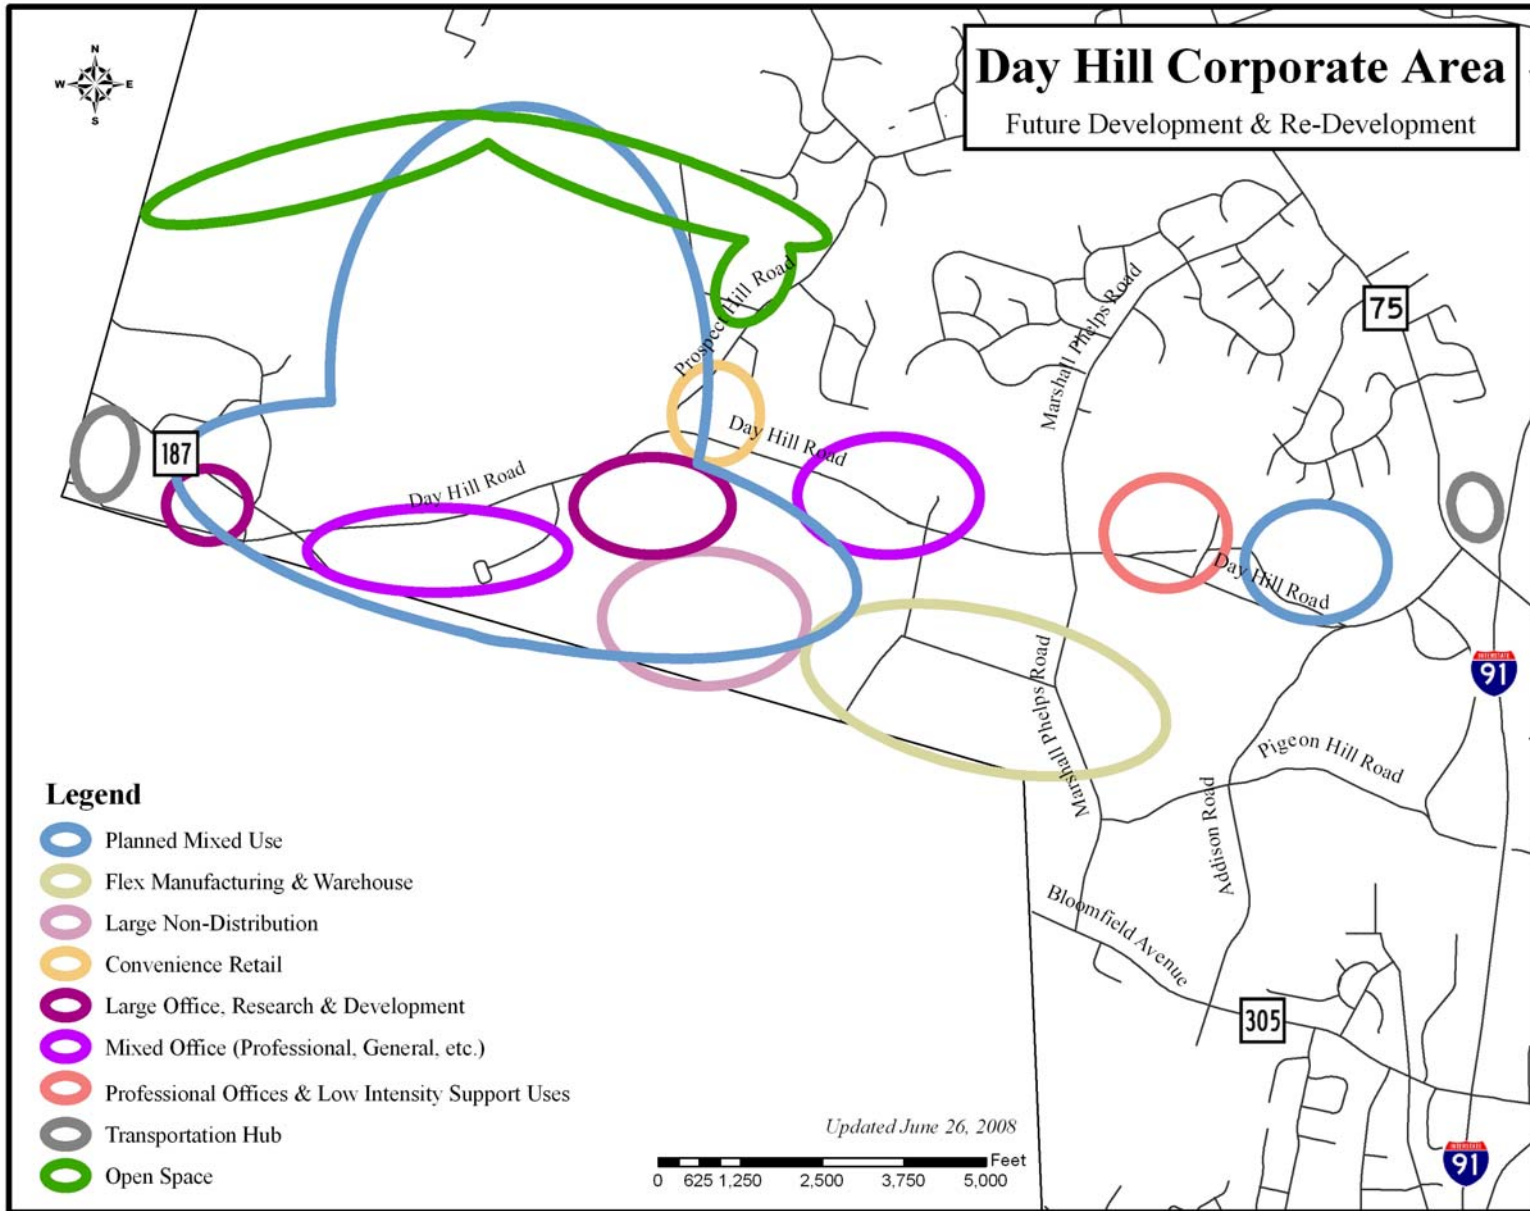 Day Hill Corporate Area
Future Development & Re-Development
N
W E
S
75
Prospect Hill Road
Marshall Phelps Road
187
Day Hill Road
Day Hill Road
Day Hill Road
INTERSTATE
91
Marshall Phelps Road
Pigeon Hill Road
Addison Road
Bloomfield Avenue
305
INTERSTATE
91
Legend
Planned Mixed Use
Flex Manufacturing & Warehouse
Large Non-Distribution
Convenience Retail
Large Office, Research & Development
Mixed Office (Professional, General, etc.)
Professional Offices & Low Intensity Support Uses
Transportation Hub
Open Space
Updated June 26, 2008
Feet
0 625 1,250 2,500 3,750 5,000